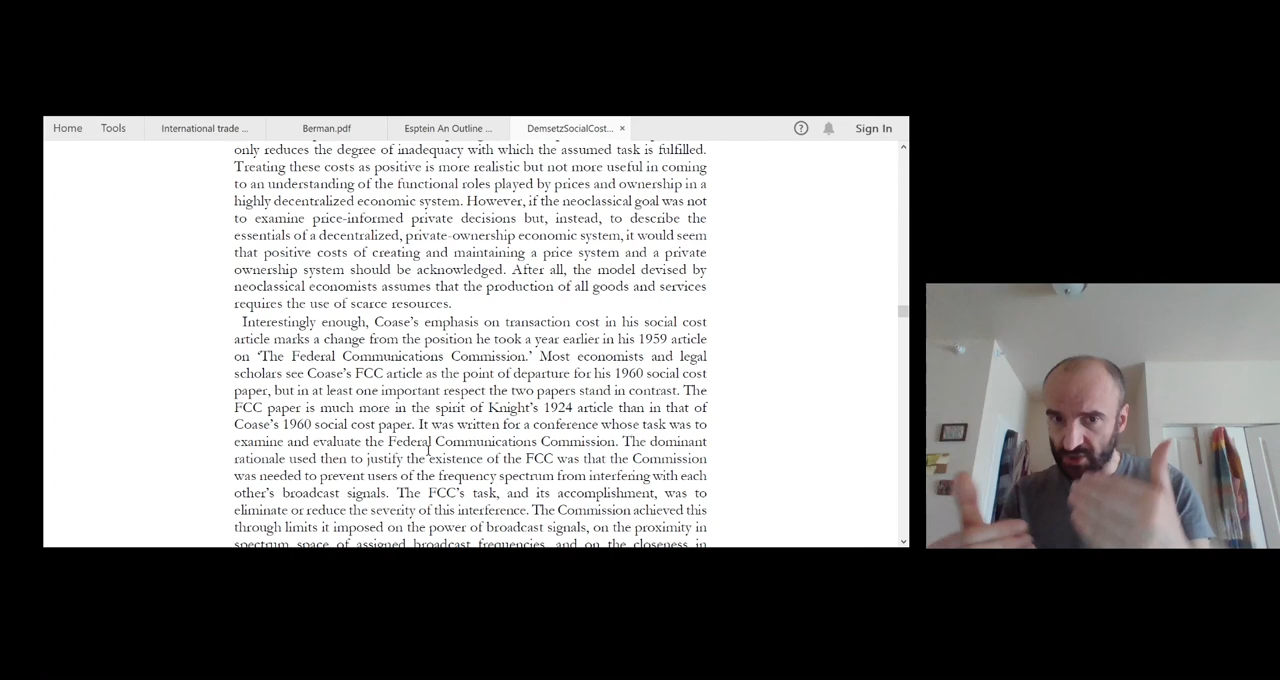 Home Tools International trade ... Berman.pdf Esptein An Outline ... DemsetzSocialCost... × Sign In
only reduces the degree of inadequacy with which the assumed task is fulfilled.
Treating these costs as positive is more realistic but not more useful in coming
to an understanding of the functional roles played by prices and ownership in a
highly decentralized economic system. However, if the neoclassical goal was not
to examine price-informed private decisions but, instead, to describe the
essentials of a decentralized, private-ownership economic system, it would seem
that positive costs of creating and maintaining a price system and a private
ownership system should be acknowledged. After all, the model devised by
neoclassical economists assumes that the production of all goods and services
requires the use of scarce resources.
Interestingly enough, Coase's emphasis on transaction cost in his social cost
article marks a change from the position he took a year earlier in his 1959 article
on 'The Federal Communications Commission.' Most economists and legal
scholars see Coase's FCC article as the point of departure for his 1960 social cost
paper, but in at least one important respect the two papers stand in contrast. The
FCC paper is much more in the spirit of Knight's 1924 article than in that of
Coase's 1960 social cost paper. It was written for a conference whose task was to
examine and evaluate the Federal Communications Commission. The dominant
rationale used then to justify the existence of the FCC was that the Commission
was needed to prevent users of the frequency spectrum from interfering with each
other's broadcast signals. The FCC's task, and its accomplishment, was to
eliminate or reduce the severity of this interference. The Commission achieved this
through limits it imposed on the power of broadcast signals, on the proximity in
spectrum space of assigned broadcast frequencies, and on the closeness in